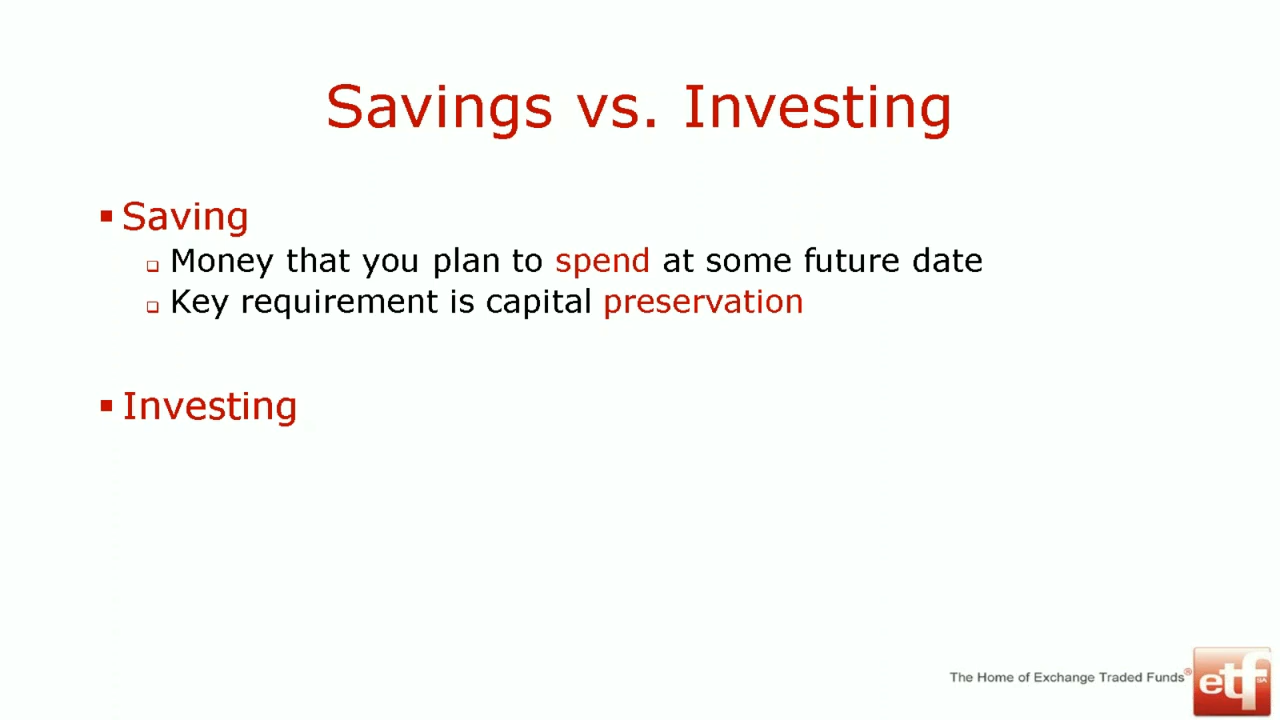 Savings vs. Investing
Saving
Money that you plan to spend at some future date
Key requirement is capital preservation
Investing
The Home of Exchange Traded Funds®
etf
SA